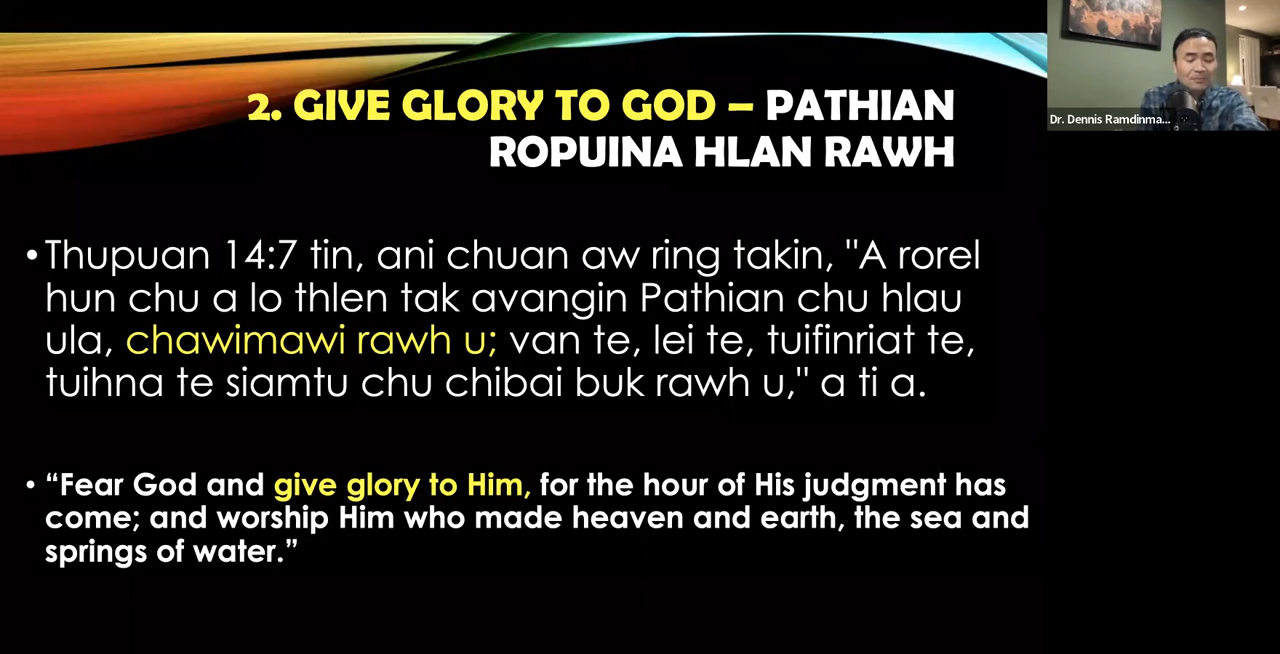 2. GIVE GLORY TO GOD – PATHIAN
ROPUINA HLAN RAWH
Dr. Dennis Ramdinma...
•Thupuan 14:7 tin, ani chuan aw ring takin, "A rorel
hun chu a lo thlen tak avangin Pathian chu hlau
ula, chawimawi rawh u; van te, lei te, tuifinriat te,
tuihna te siamtu chu chibai buk rawh u," a ti a.
• “Fear God and give glory to Him, for the hour of His judgment has
come; and worship Him who made heaven and earth, the sea and
springs of water.”